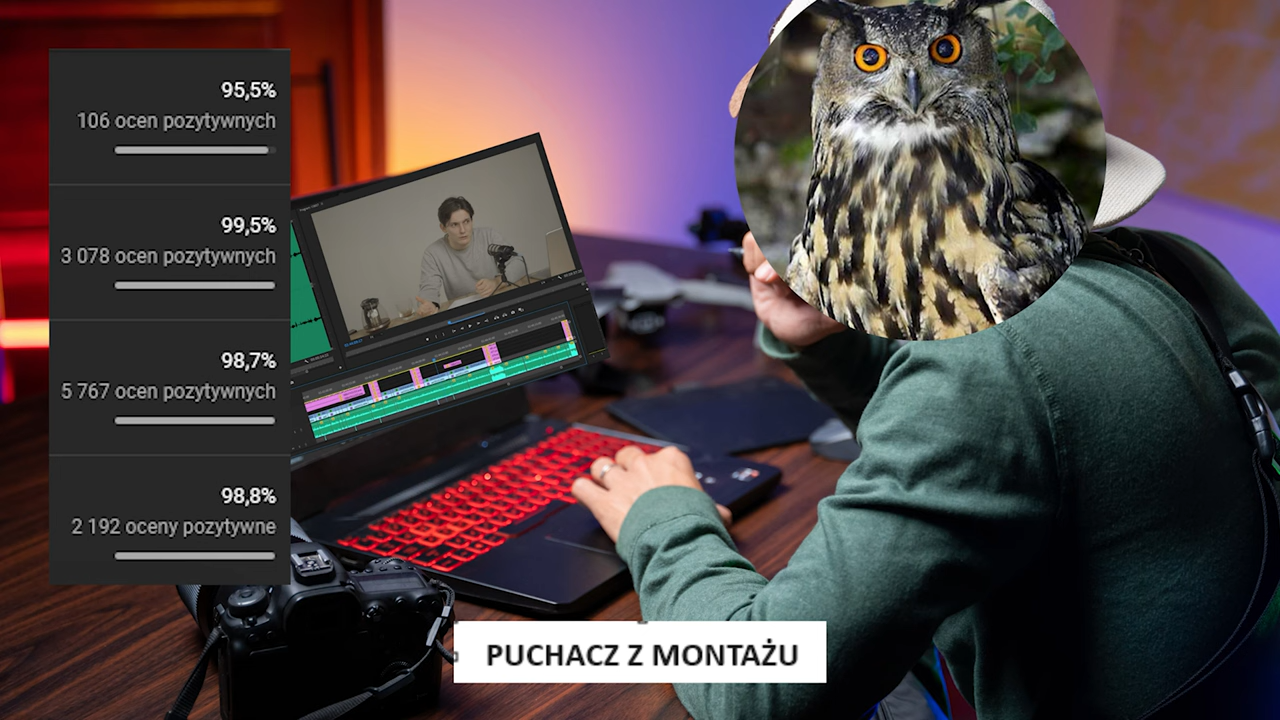 95,5%
106 ocen pozytywnych
99,5%
3 078 ocen pozytywnych
98,7%
5 767 ocen pozytywnych
98,8%
2 192 oceny pozytywne
PUCHACZ Z MONTAŻU